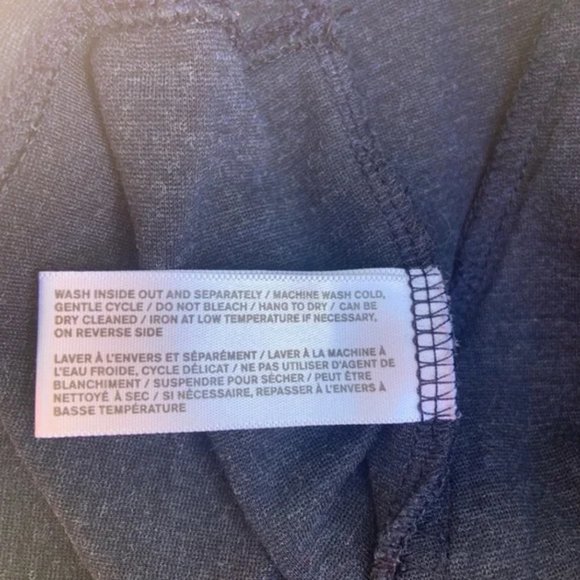 WASH INSIDE OUT AND SEPARATELY / MACHINE WASH COLD,
GENTLE CYCLE / DO NOT BLEACH / HANG TO DRY / CAN BE
DRY CLEANED / IRON AT LOW TEMPERATURE IF NECESSARY,
ON REVERSE SIDE
LAVER À L'ENVERS ET SÉPARÉMENT / LAVER À LA MACHINE À
L'EAU FROIDE, CYCLE DÉLICAT / NE PAS UTILISER D'AGENT DE
BLANCHIMENT / SUSPENDRE POUR SÉCHER / PEUT ÊTRE
NETTOYÉ À SEC / SI NÉCESSAIRE, REPASSER À L'ENVERS À
BASSE TEMPÉRATURE